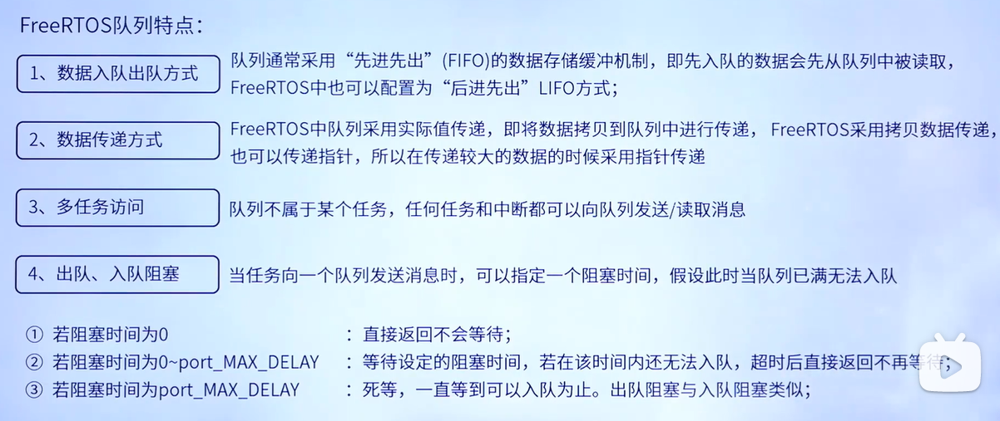 FreeRTOS队列特点：
1、数据入队出队方式
队列通常采用“先进先出”(FIFO)的数据存储缓冲机制，即先入队的数据会先从队列中被读取，
FreeRTOS中也可以配置为“后进先出”LIFO方式；
2、数据传递方式
FreeRTOS中队列采用实际值传递，即将数据拷贝到队列中进行传递， FreeRTOS采用拷贝数据传递，
也可以传递指针，所以在传递较大的数据的时候采用指针传递
3、多任务访问
队列不属于某个任务，任何任务和中断都可以向队列发送/读取消息
4、出队、入队阻塞
当任务向一个队列发送消息时，可以指定一个阻塞时间，假设此时当队列已满无法入队
① 若阻塞时间为0 ：直接返回不会等待；
② 若阻塞时间为0~port_MAX_DELAY ：等待设定的阻塞时间，若在该时间内还无法入队，超时后直接返回不再等待；
③ 若阻塞时间为port_MAX_DELAY ：死等，一直等到可以入队为止。出队阻塞与入队阻塞类似；